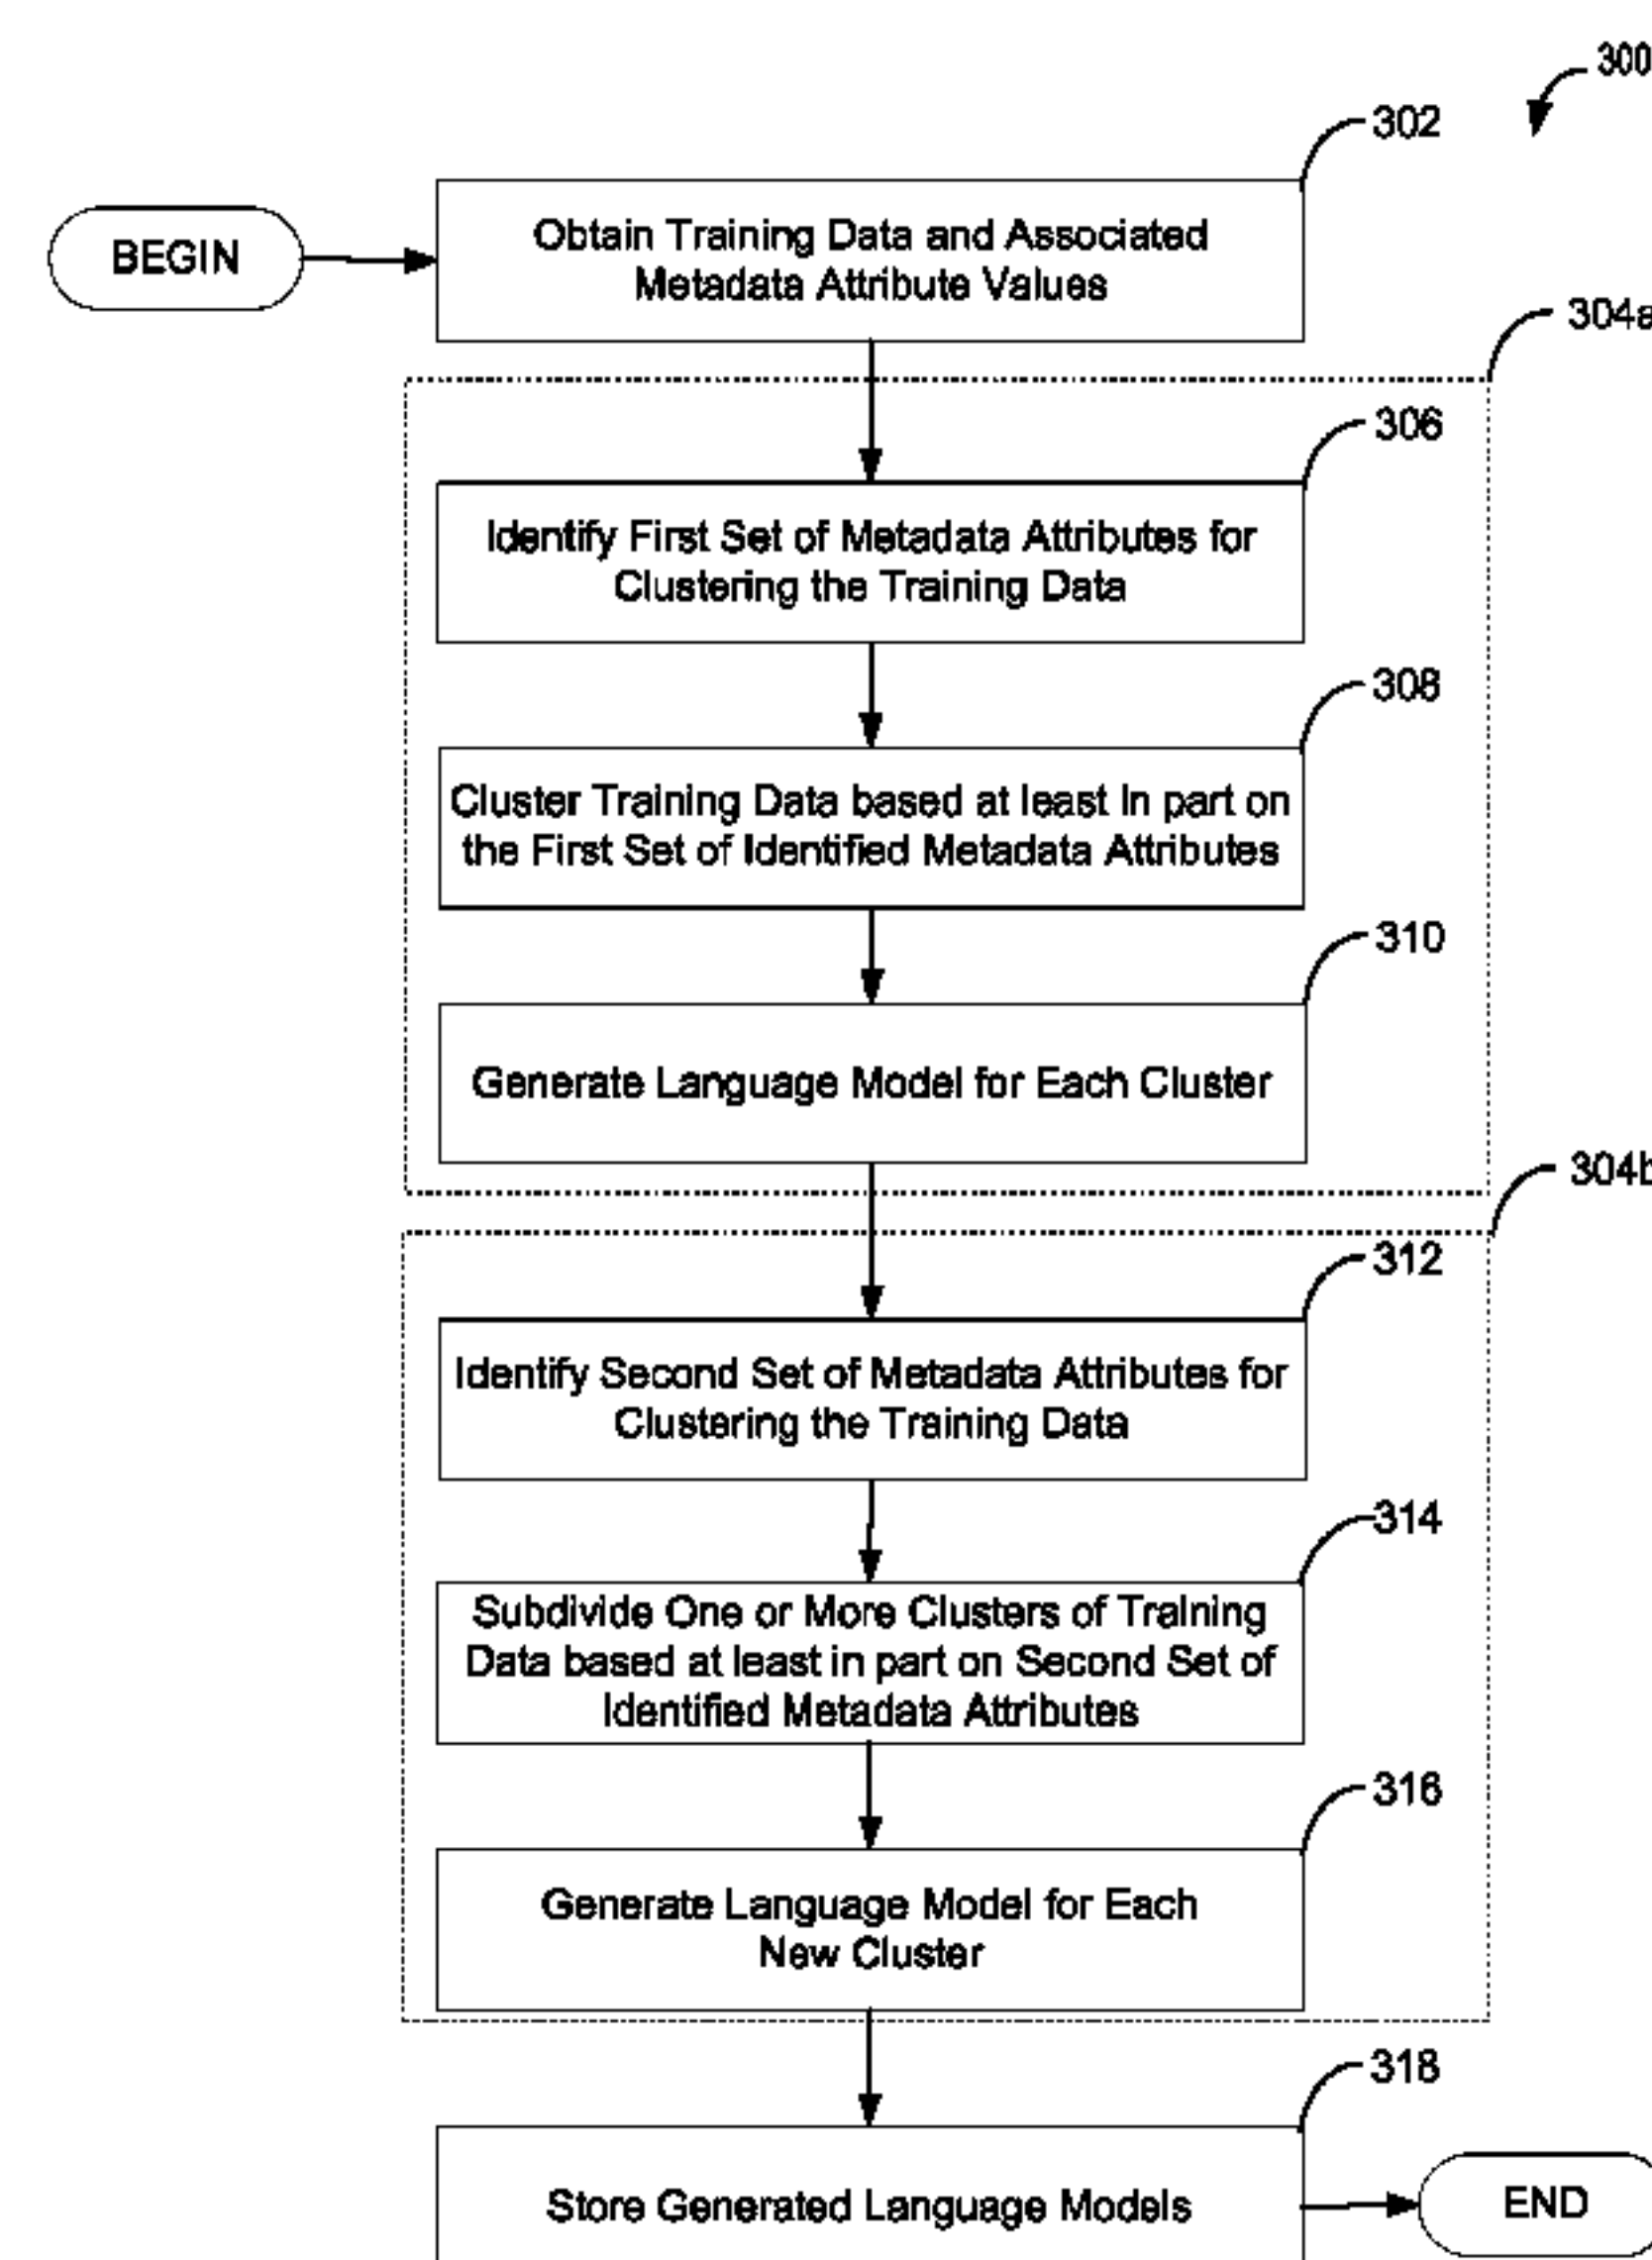 300
302
BEGIN
Obtain Training Data and Associated
Metadata Attribute Values
304a
306
Identify First Set of Metadata Attributes for
Clustering the Training Data
308
Cluster Training Data based at least in part on
the First Set of Identified Metadata Attributes
310
Generate Language Model for Each Cluster
304b
312
Identify Second Set of Metadata Attributes for
Clustering the Training Data
314
Subdivide One or More Clusters of Training
Data based at least in part on Second Set of
Identified Metadata Attributes
316
Generate Language Model for Each
New Cluster
318
Store Generated Language Models
END